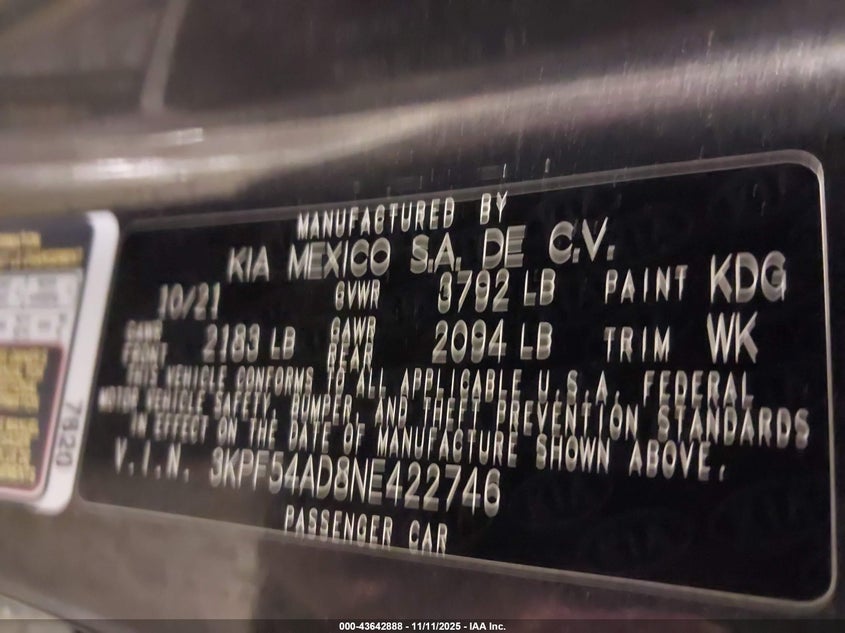 MANUFACTURED BY
KIA MEXICO S.A. DE C.V.
10/21 GVWR 3792 LB PAINT KDG
GAWR FRONT 2183 LB GAWR REAR 2094 LB TRIM WK
THIS VEHICLE CONFORMS TO ALL APPLICABLE U.S.A. FEDERAL
MOTOR VEHICLE SAFETY, BUMPER, AND THEFT PREVENTION STANDARDS
IN EFFECT ON THE DATE OF MANUFACTURE SHOWN ABOVE.
V.I.N. 3KPF54AD8NE422746
PASSENGER CAR
7820
000-43642888 - 11/11/2025 - IAA Inc.